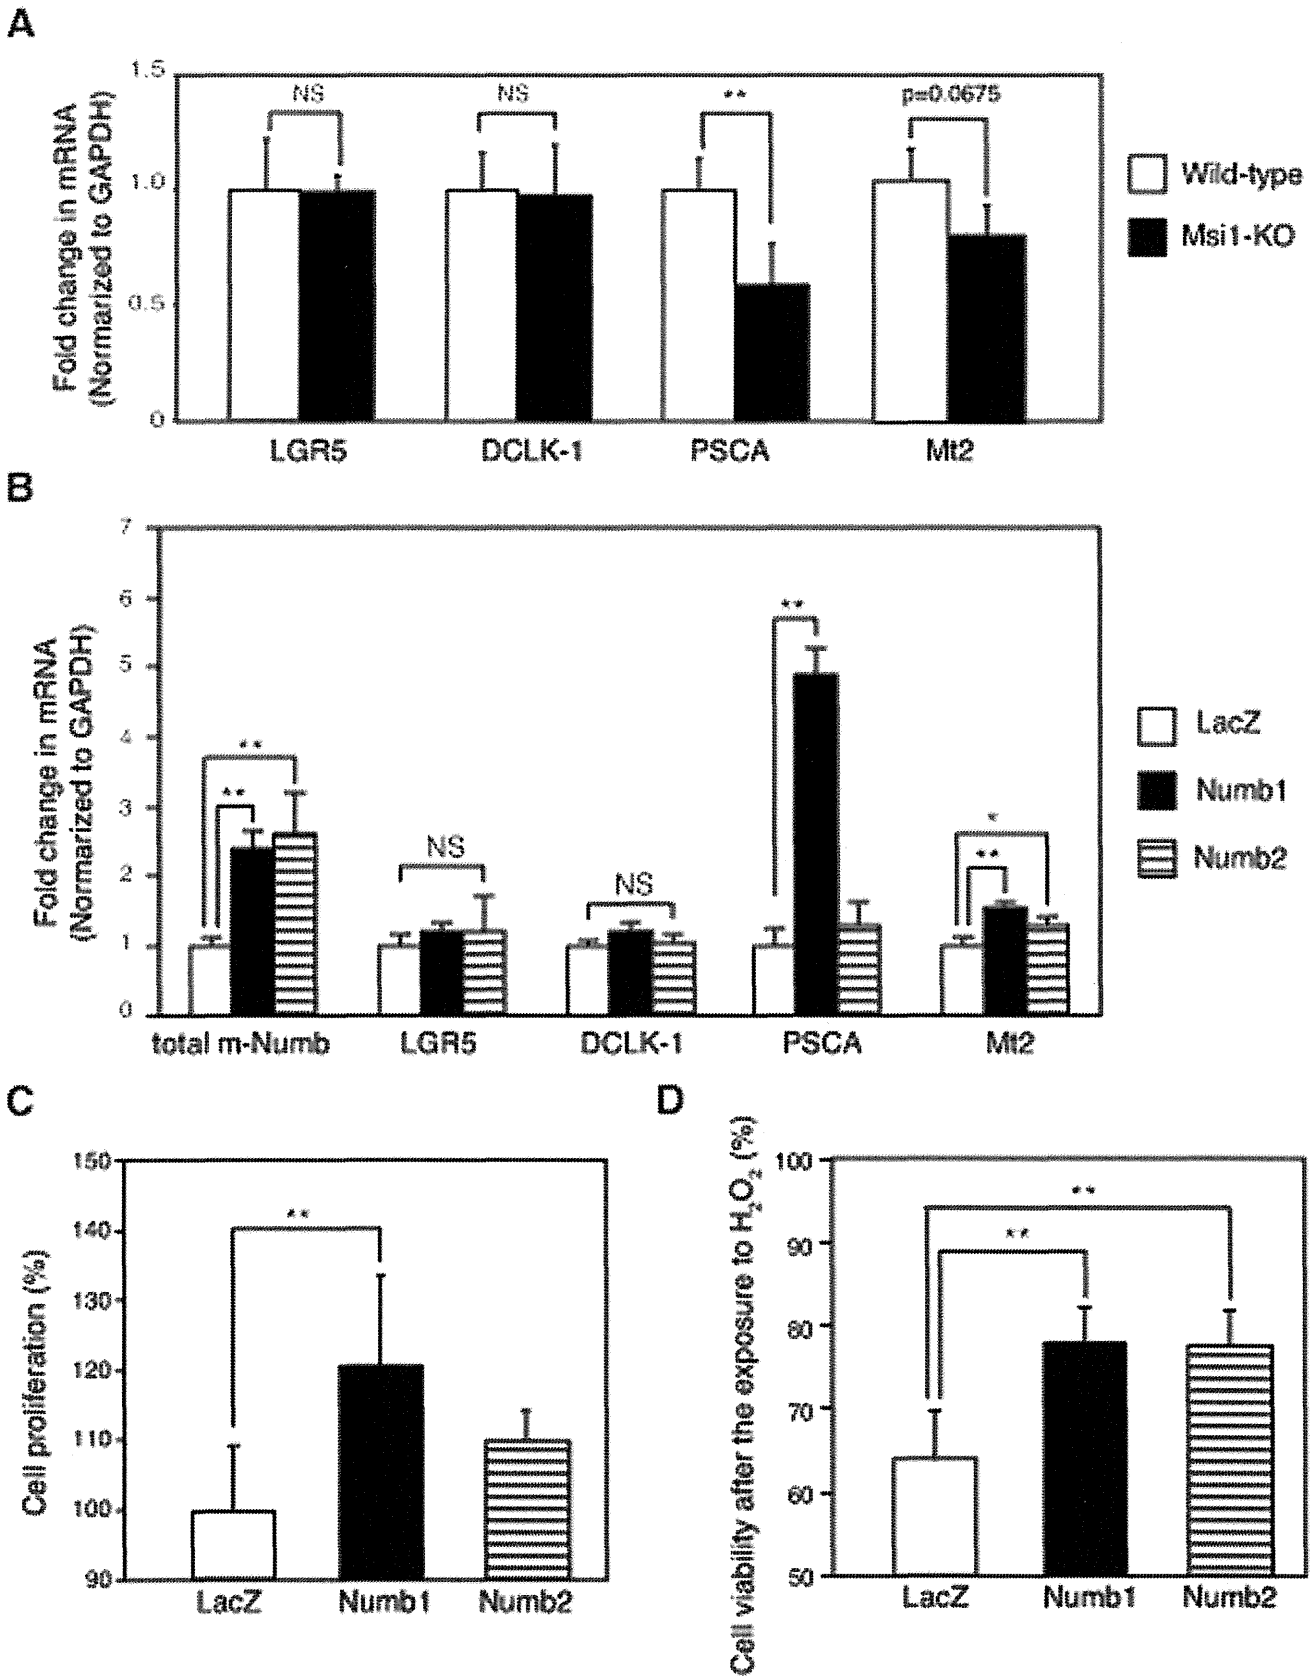 A
Fold change in mRNA
(Normarized to GAPDH)
1.5
1.0
0.5
0
NS
NS
**
p=0.0675
Wild-type
Msi1-KO
LGR5
DCLK-1
PSCA
Mt2
B
Fold change in mRNA
(Normarized to GAPDH)
7
6
5
4
3
2
1
0
**
**
NS
NS
**
*
**
LacZ
Numb1
Numb2
total m-Numb
LGR5
DCLK-1
PSCA
Mt2
C
Cell proliferation (%)
150
140
130
120
110
100
90
**
LacZ
Numb1
Numb2
D
Cell viability after the exposure to H₂O₂ (%)
100
90
80
70
60
50
**
**
LacZ
Numb1
Numb2